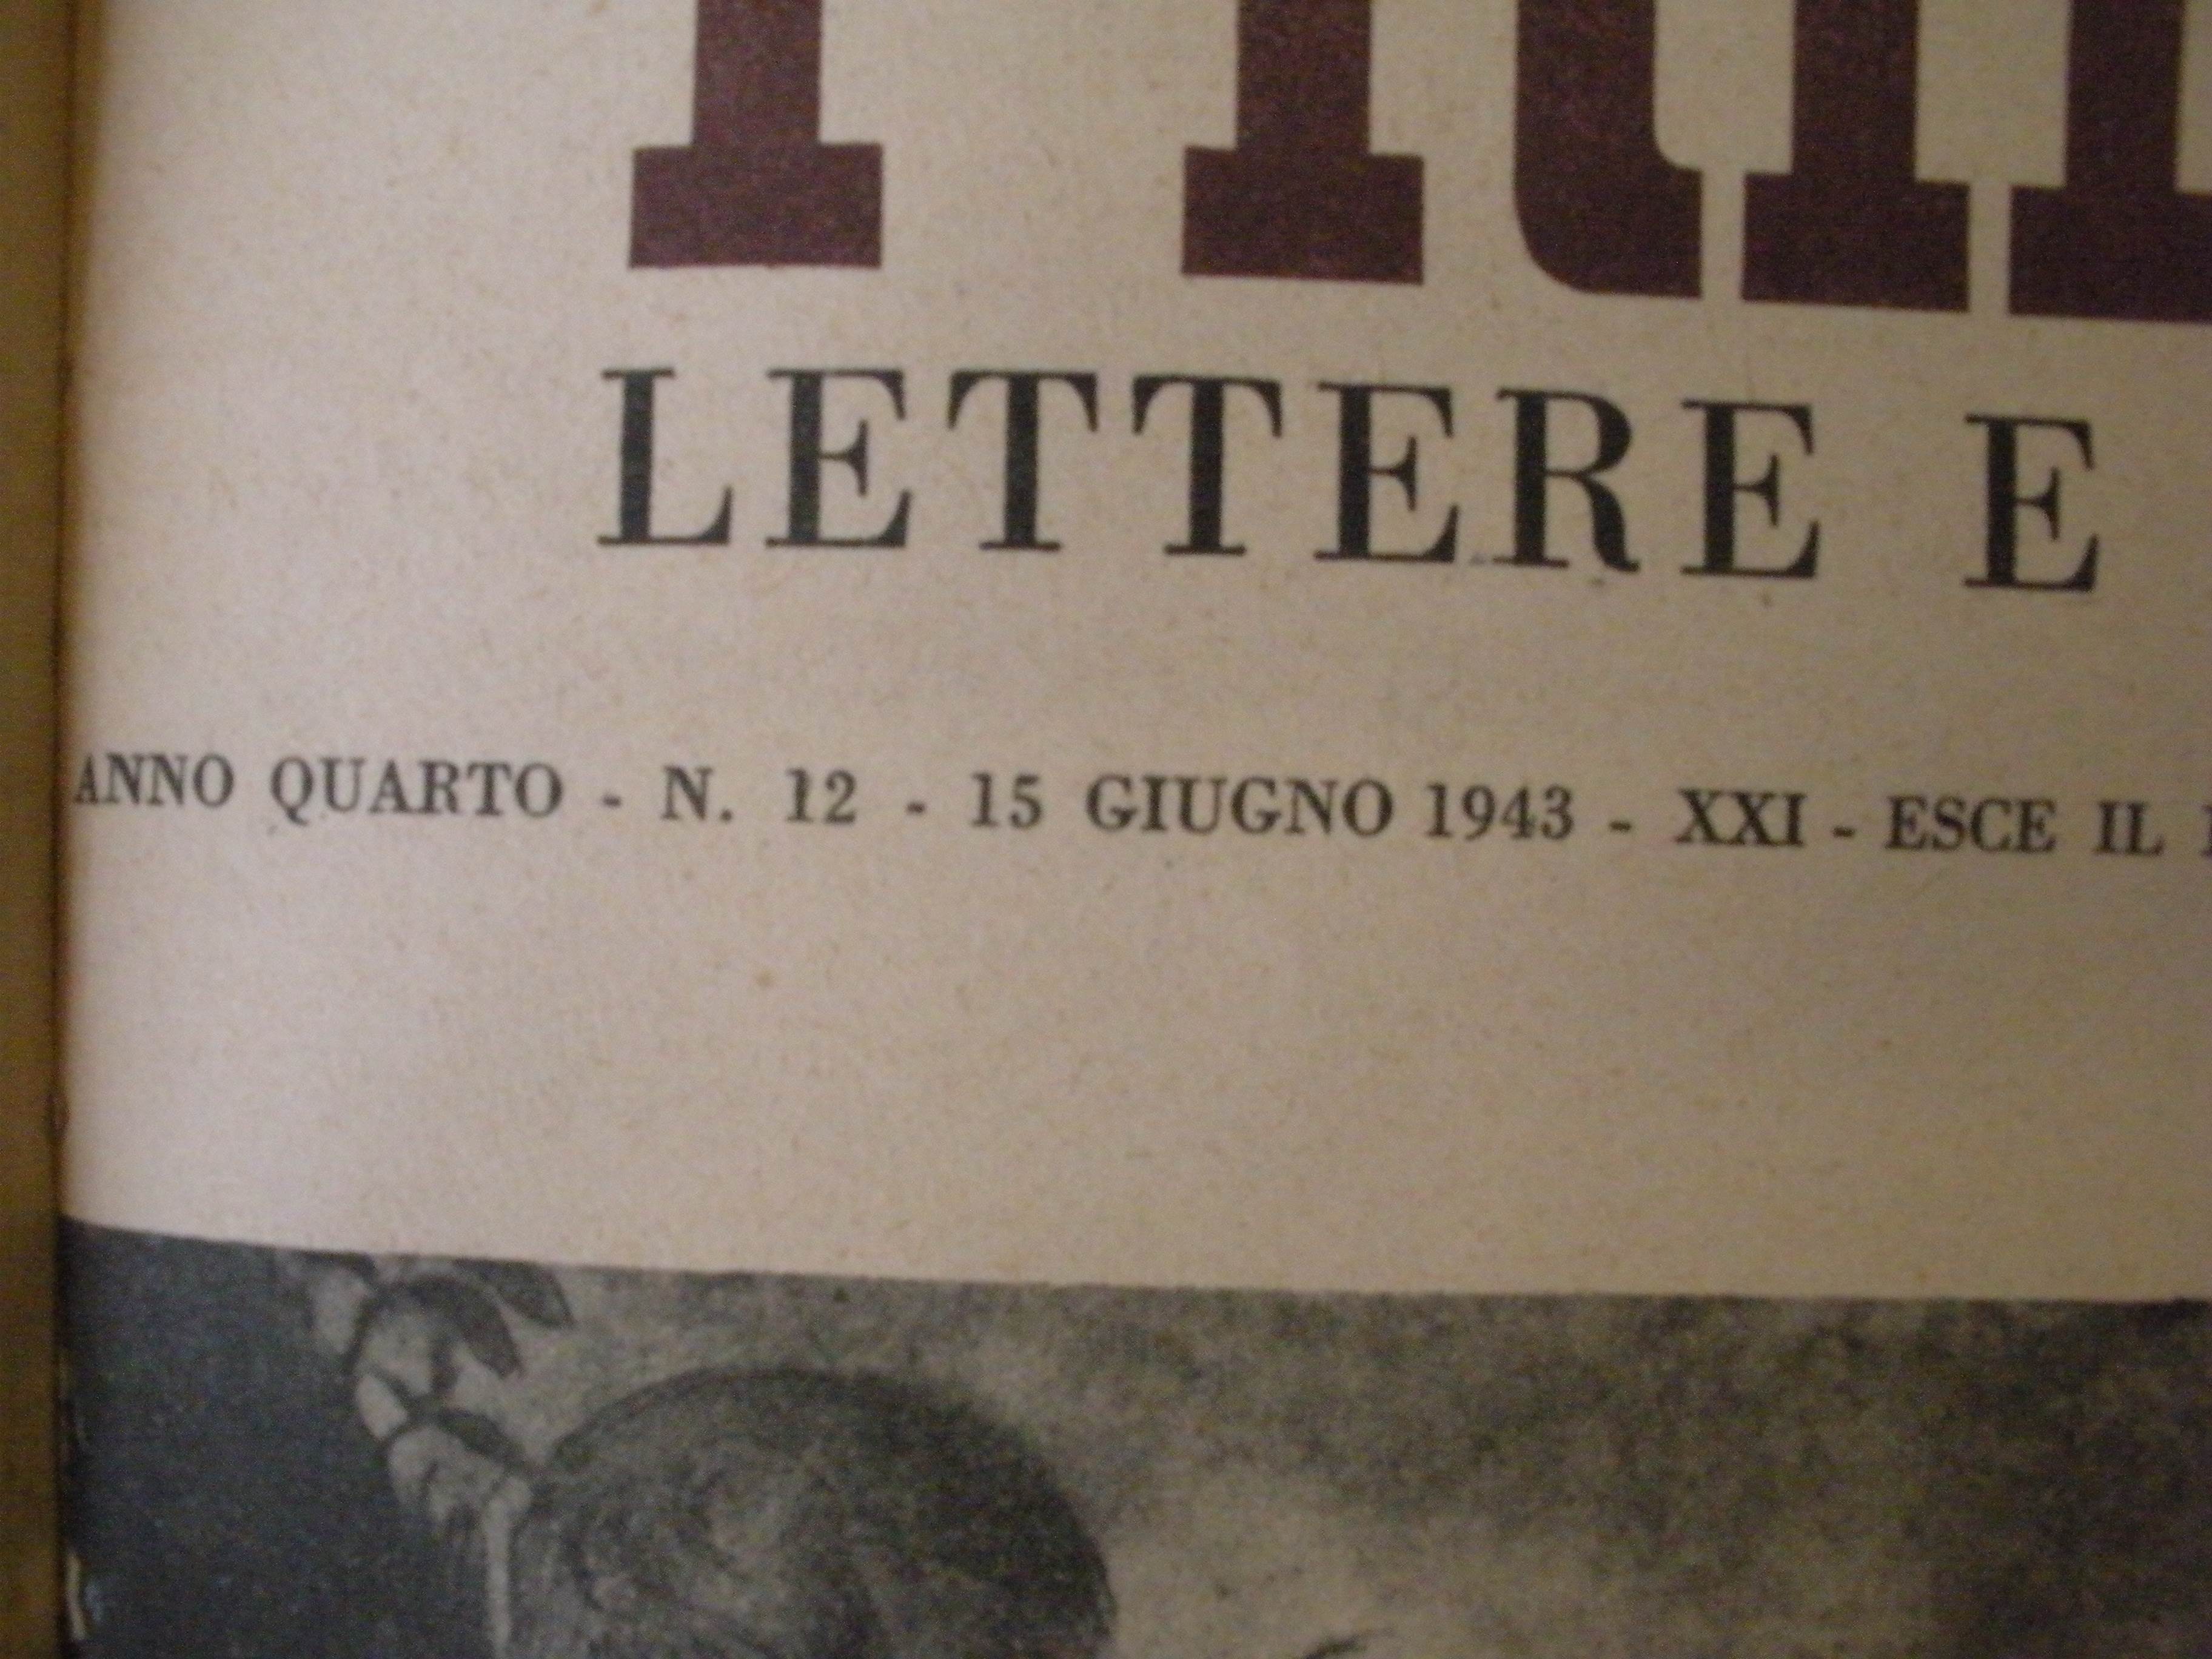 LETTERE E
ANNO QUARTO - N. 12 - 15 GIUGNO 1943 - XXI - ESCE IL